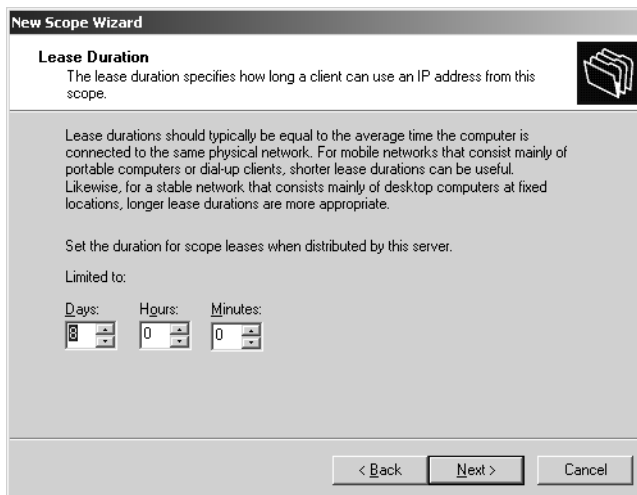 New Scope Wizard
Lease Duration
The lease duration specifies how long a client can use an IP address from this
scope.
Lease durations should typically be equal to the average time the computer is
connected to the same physical network. For mobile networks that consist mainly of
portable computers or dial-up clients, shorter lease durations can be useful.
Likewise, for a stable network that consists mainly of desktop computers at fixed
locations, longer lease durations are more appropriate.
Set the duration for scope leases when distributed by this server.
Limited to:
Days: Hours: Minutes:
8 0 0
< Back Next > Cancel